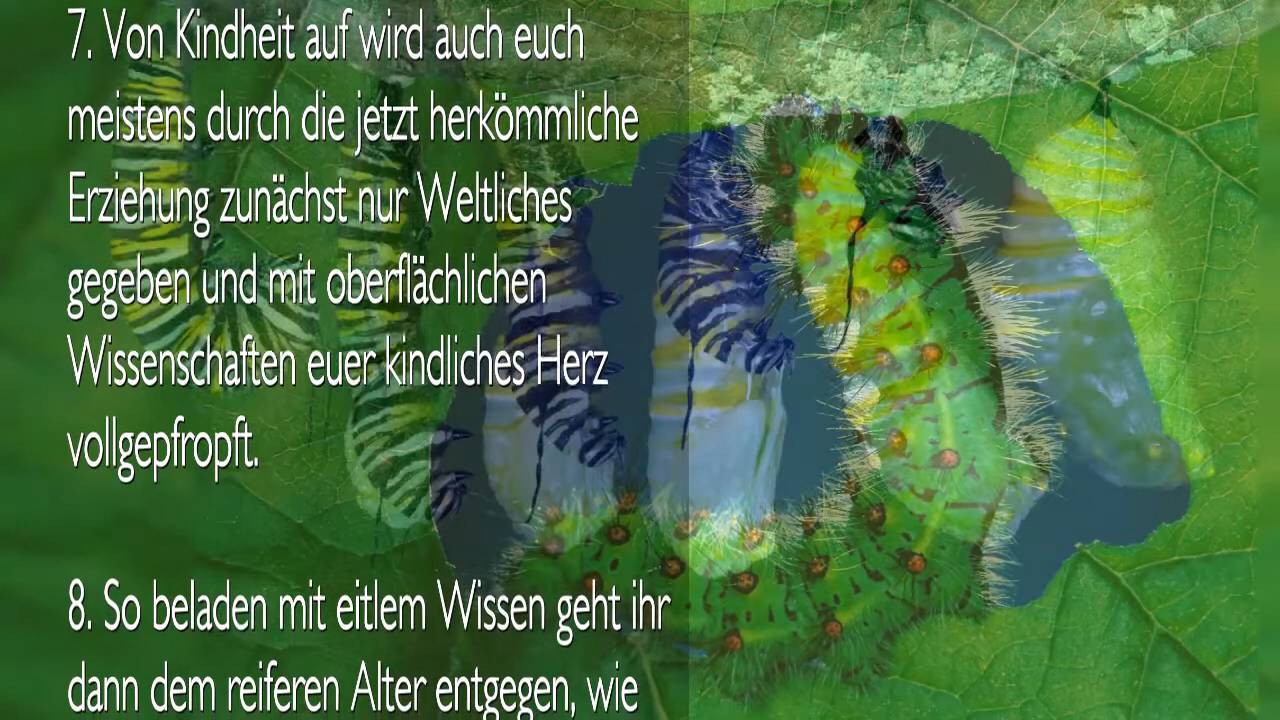 7. Von Kindheit auf wird auch euch
meistens durch die jetzt herkömmliche
Erziehung zunächst nur Weltliches
gegeben und mit oberflächlichen
Wissenschaften euer kindliches Herz
vollgepfropft.
8. So beladen mit eitlem Wissen geht ihr
dann dem reiferen Alter entgegen, wie